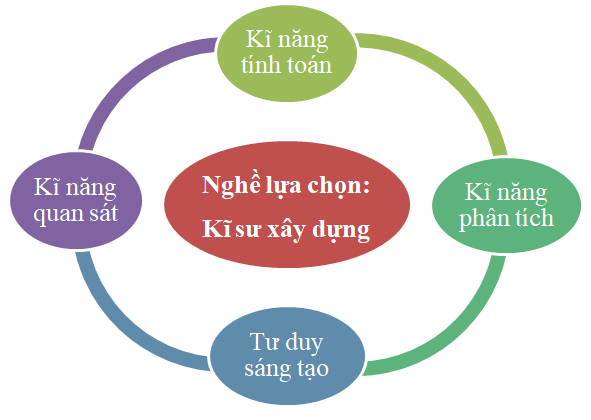 Kĩ năng
tính toán
Kĩ năng
quan sát
Nghề lựa chọn:
Kĩ sư xây dựng
Kĩ năng
phân tích
Tư duy
sáng tạo